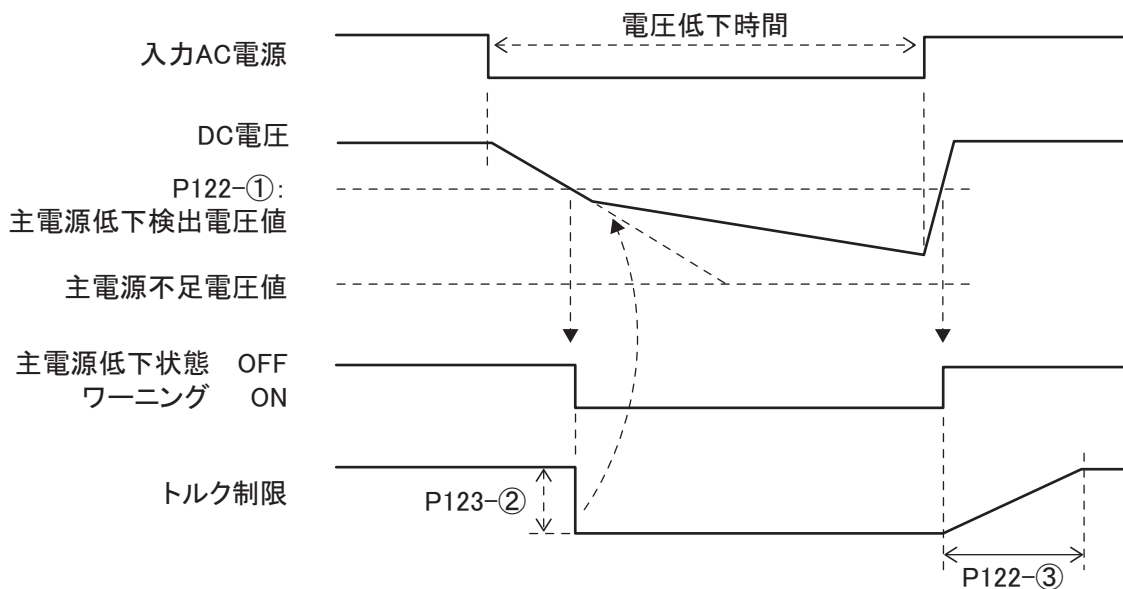 電圧低下時間
入力AC電源
DC電圧
P122-①:
主電源低下検出電圧値
主電源不足電圧値
主電源低下状態 OFF
ワーニング ON
トルク制限
P123-②
P122-③